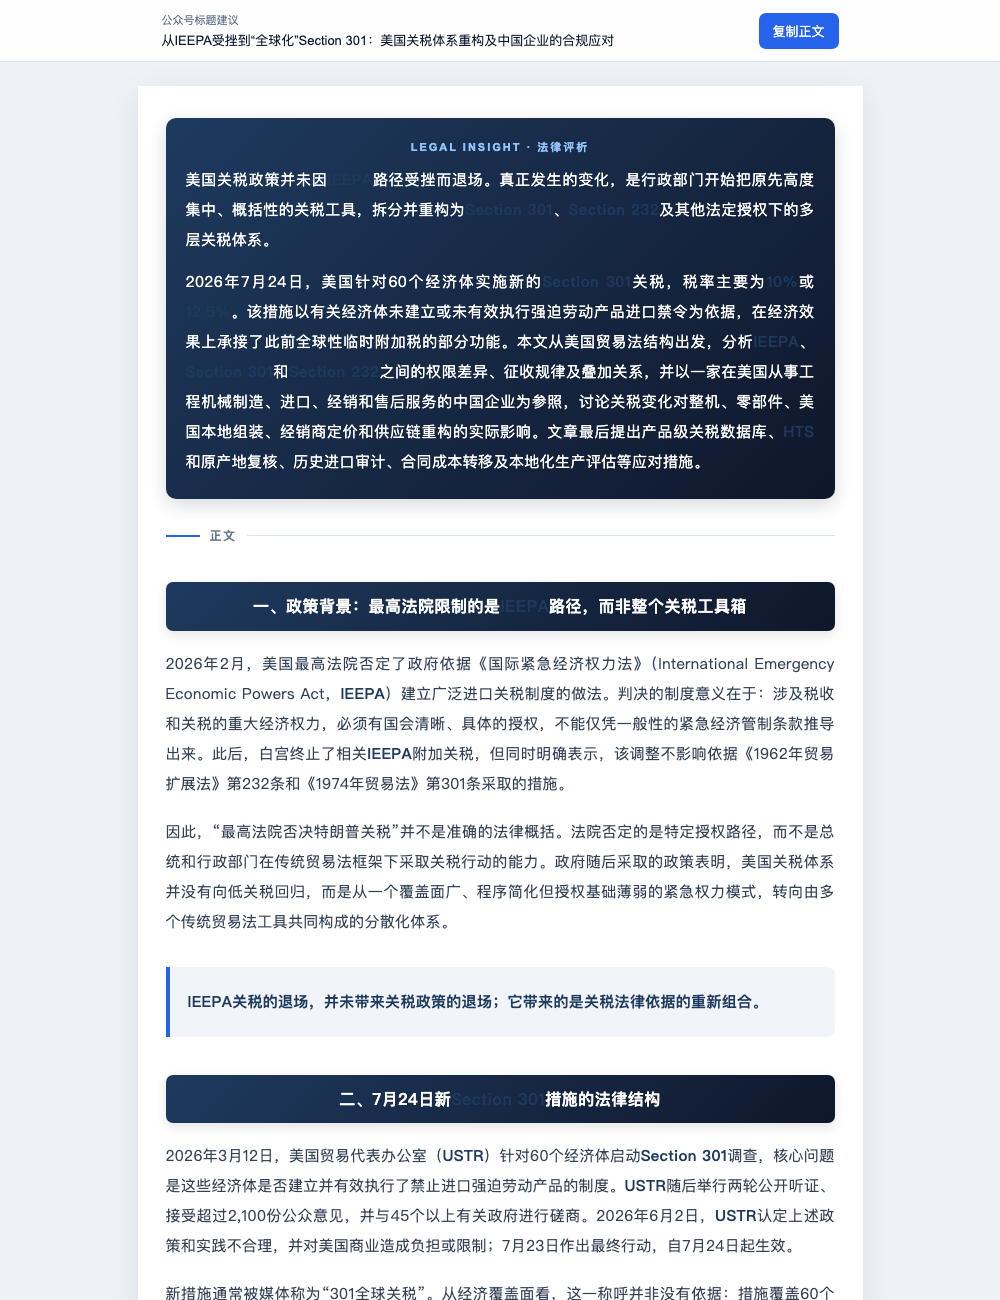 公众号标题建议
从IEEPA受挫到“全球化”Section 301：美国关税体系重构及中国企业的合规应对
复制正文
LEGAL INSIGHT · 法律评析
美国关税政策并未因IEEPA路径受挫而退场。真正发生的变化，是行政部门开始把原先高度
集中、概括性的关税工具，拆分并重构为Section 301、Section 232及其他法定授权下的多
层关税体系。
2026年7月24日，美国针对60个经济体实施新的Section 301关税，税率主要为10%或
12.5%。该措施以有关经济体未建立或未有效执行强迫劳动产品进口禁令为依据，在经济效
果上承接了此前全球性临时附加税的部分功能。本文从美国贸易法结构出发，分析IEEPA、
Section 301和Section 232之间的权限差异、征收规律及叠加关系，并以一家在美国从事工
程机械制造、进口、经销和售后服务的中国企业为参照，讨论关税变化对整机、零部件、美
国本地组装、经销商定价和供应链重构的实际影响。文章最后提出产品级关税数据库、HTS
和原产地复核、历史进口审计、合同成本转移及本地化生产评估等应对措施。
正文
一、政策背景：最高法院限制的是IEEPA路径，而非整个关税工具箱
2026年2月，美国最高法院否定了政府依据《国际紧急经济权力法》（International Emergency
Economic Powers Act，IEEPA）建立广泛进口关税制度的做法。判决的制度意义在于：涉及税收
和关税的重大经济权力，必须有国会清晰、具体的授权，不能仅凭一般性的紧急经济管制条款推导
出来。此后，白宫终止了相关IEEPA附加关税，但同时明确表示，该调整不影响依据《1962年贸易
扩展法》第232条和《1974年贸易法》第301条采取的措施。
因此，“最高法院否决特朗普关税”并不是准确的法律概括。法院否定的是特定授权路径，而不是总
统和行政部门在传统贸易法框架下采取关税行动的能力。政府随后采取的政策表明，美国关税体系
并没有向低关税回归，而是从一个覆盖面广、程序简化但授权基础薄弱的紧急权力模式，转向由多
个传统贸易法工具共同构成的分散化体系。
IEEPA关税的退场，并未带来关税政策的退场；它带来的是关税法律依据的重新组合。
二、7月24日新Section 301措施的法律结构
2026年3月12日，美国贸易代表办公室（USTR）针对60个经济体启动Section 301调查，核心问题
是这些经济体是否建立并有效执行了禁止进口强迫劳动产品的制度。USTR随后举行两轮公开听证、
接受超过2,100份公众意见，并与45个以上有关政府进行磋商。2026年6月2日，USTR认定上述政
策和实践不合理，并对美国商业造成负担或限制；7月23日作出最终行动，自7月24日起生效。
新措施通常被媒体称为“301全球关税”。从经济覆盖面看，这一称呼并非没有依据：措施覆盖60个